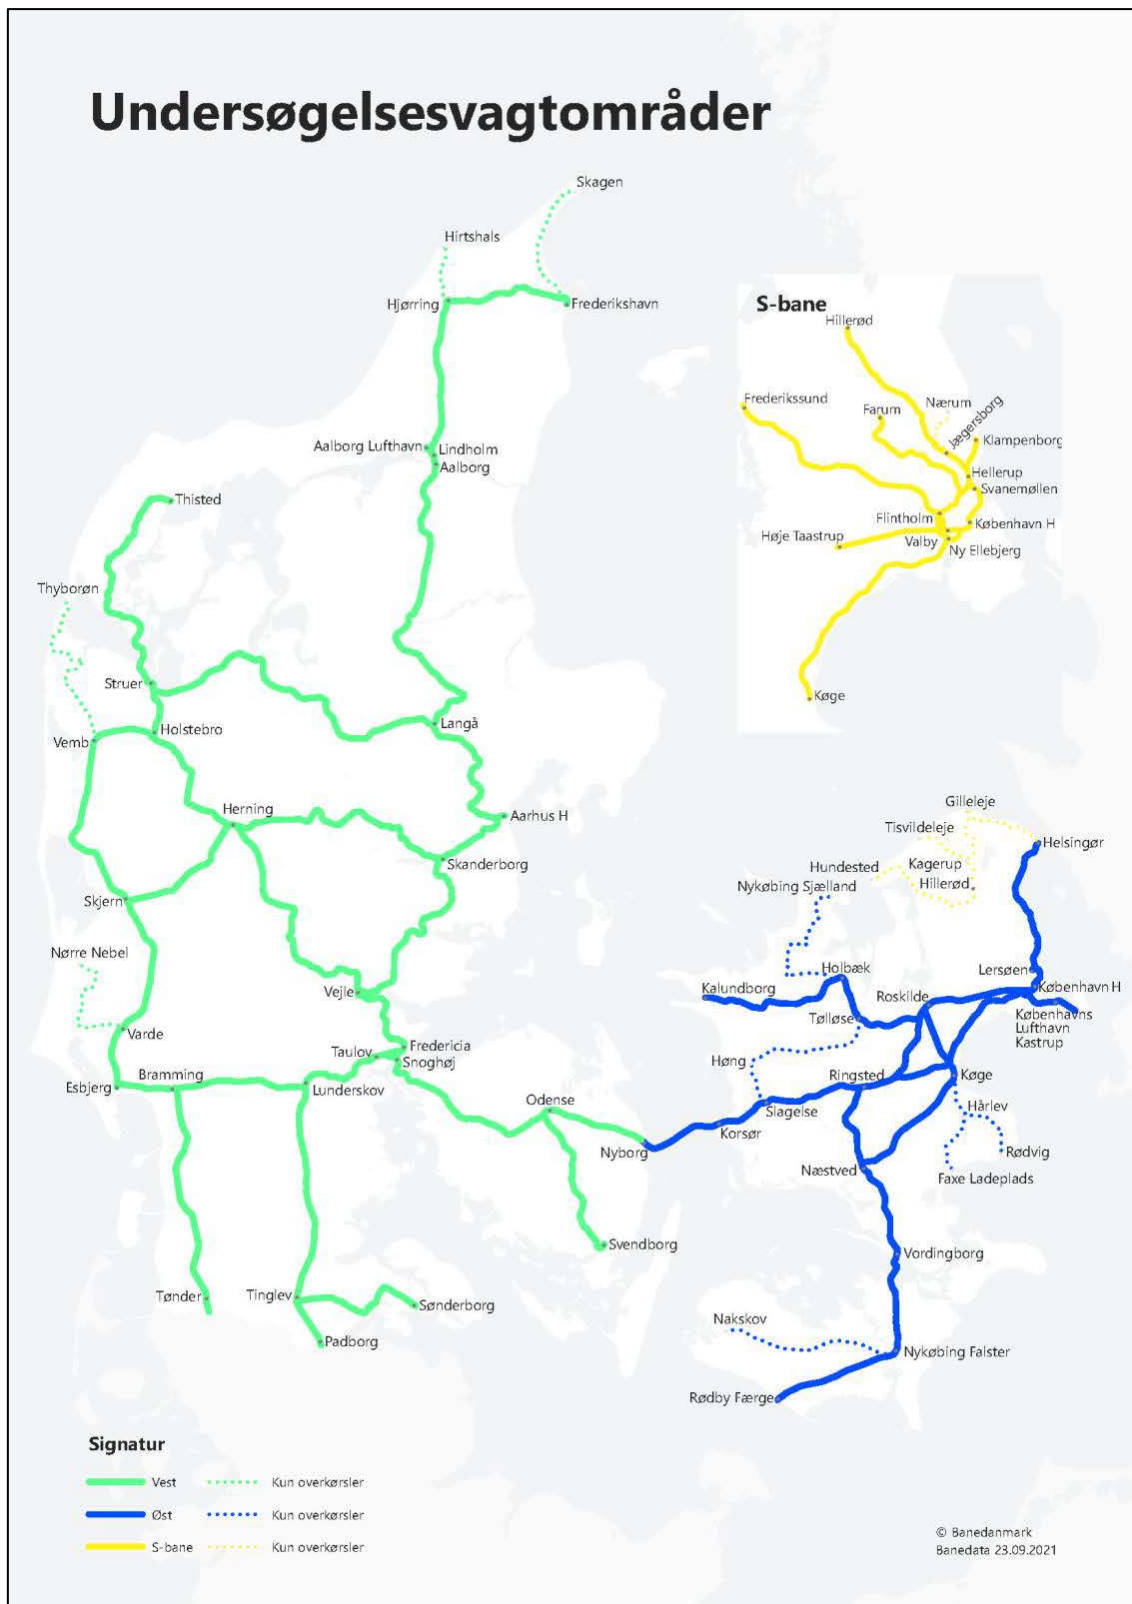 Undersøgelsesvagtområder
Skagen
Hirtshals
Hjørring
Frederikshavn
S-bane
Hillerød
Frederikssund
Farum
Nærum
Jægersborg
Klampenborg
Hellerup
Svanemøllen
Flintholm
København H
Høje Taastrup
Valby
Ny Ellebjerg
Køge
Aalborg Lufthavn
Lindholm
Aalborg
Thisted
Thyborøn
Struer
Holstebro
Vemb
Langå
Herning
Aarhus H
Skanderborg
Skjern
Nørre Nebel
Vejle
Varde
Fredericia
Taulov
Snoghøj
Esbjerg
Bramming
Lunderskov
Odense
Nyborg
Svendborg
Tønder
Tinglev
Sønderborg
Padborg
Gilleleje
Tisvildeleje
Helsingør
Hundested
Kagerup
Nykøbing Sjælland
Hillerød
Holbæk
Lersøen
Kalundborg
Roskilde
København H
Tølløse
Københavns
Lufthavn
Kastrup
Høng
Ringsted
Køge
Slagelse
Hårlev
Korsør
Rødvig
Næstved
Faxe Ladeplads
Vordingborg
Nakskov
Nykøbing Falster
Rødby Færge
Signatur
Vest Kun overkørsler
Øst Kun overkørsler
S-bane Kun overkørsler
© Banedanmark
Banedata 23.09.2021